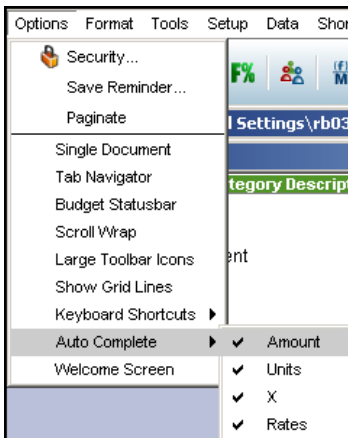 Options Format Tools Setup Data Shor
Security...
Save Reminder...
F%
Paginate
l Settings\rb03
Single Document
Tab Navigator
tegory Descript
Budget Statusbar
Scroll Wrap
Large Toolbar Icons
ent
Show Grid Lines
Keyboard Shortcuts
Auto Complete
Amount
Welcome Screen
Units
X
Rates